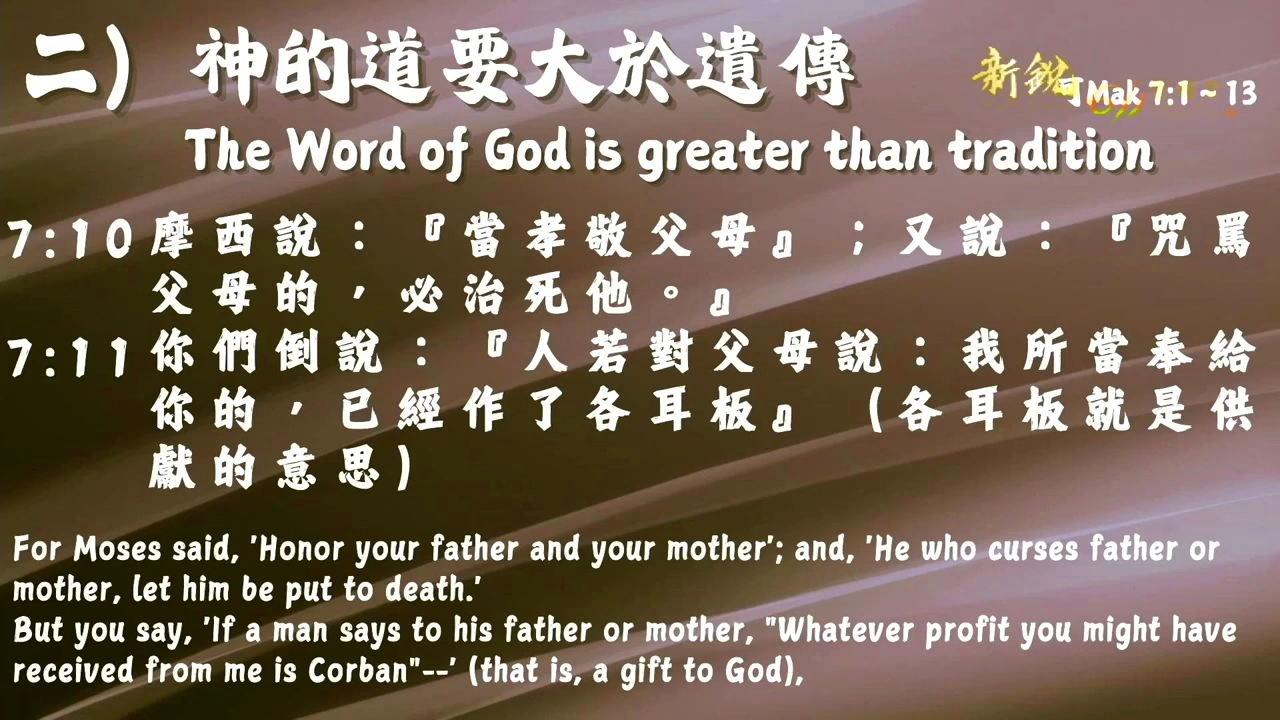 二) 神的道要大於遺傳
新銳
可Mak 7:1 ~ 13
The Word of God is greater than tradition
7:10 摩西說：『當孝敬父母』；又說：『咒罵
父母的，必治死他。』
7:11 你們倒說：『人若對父母說：我所當奉給
你的，已經作了各耳板』(各耳板就是供
獻的意思)
For Moses said, 'Honor your father and your mother'; and, 'He who curses father or
mother, let him be put to death.'
But you say, 'If a man says to his father or mother, "Whatever profit you might have
received from me is Corban"--' (that is, a gift to God),